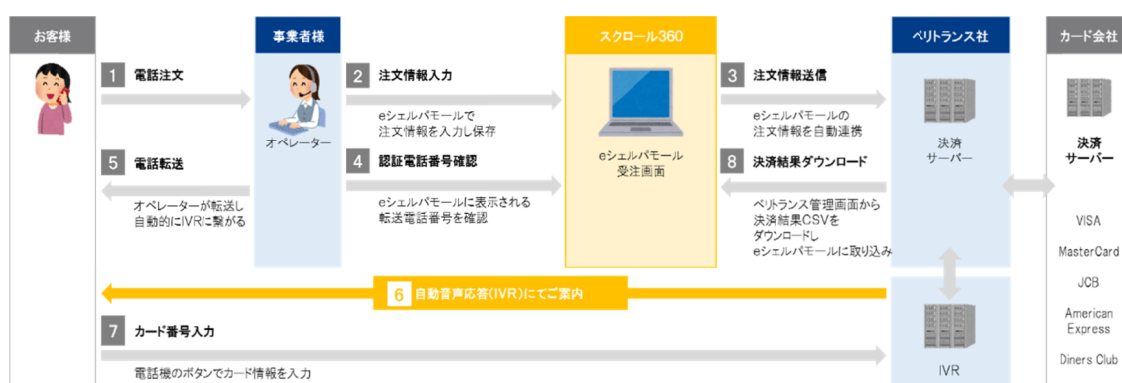 お客様
事業者様
スクロール360
ベリトランス社
カード会社
1 電話注文
2 注文情報入力
eシェルパモールで
注文情報を入力し保存
3 注文情報送信
eシェルパモールの
注文情報を自動連携
オペレーター
eシェルパモール
受注画面
決済
サーバー
決済
サーバー
5 電話転送
オペレーターが転送し
自動的にIVRに繋がる
4 認証電話番号確認
eシェルパモールに表示される
転送電話番号を確認
8 決済結果ダウンロード
ベリトランス管理画面から
決済結果CSVを
ダウンロードし
eシェルパモールに取り込み
VISA
MasterCard
JCB
American
Express
Diners Club
6 自動音声応答(IVR)にてご案内
7 カード番号入力
電話機のボタンでカード情報を入力
IVR